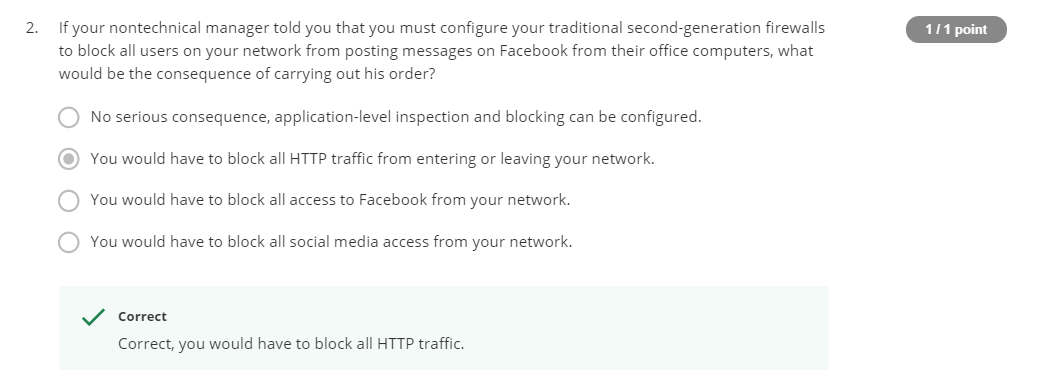 2. If your nontechnical manager told you that you must configure your traditional second-generation firewalls
1 / 1 point
to block all users on your network from posting messages on Facebook from their office computers, what
would be the consequence of carrying out his order?
No serious consequence, application-level inspection and blocking can be configured.
You would have to block all HTTP traffic from entering or leaving your network.
You would have to block all access to Facebook from your network.
You would have to block all social media access from your network.
Correct
Correct, you would have to block all HTTP traffic.